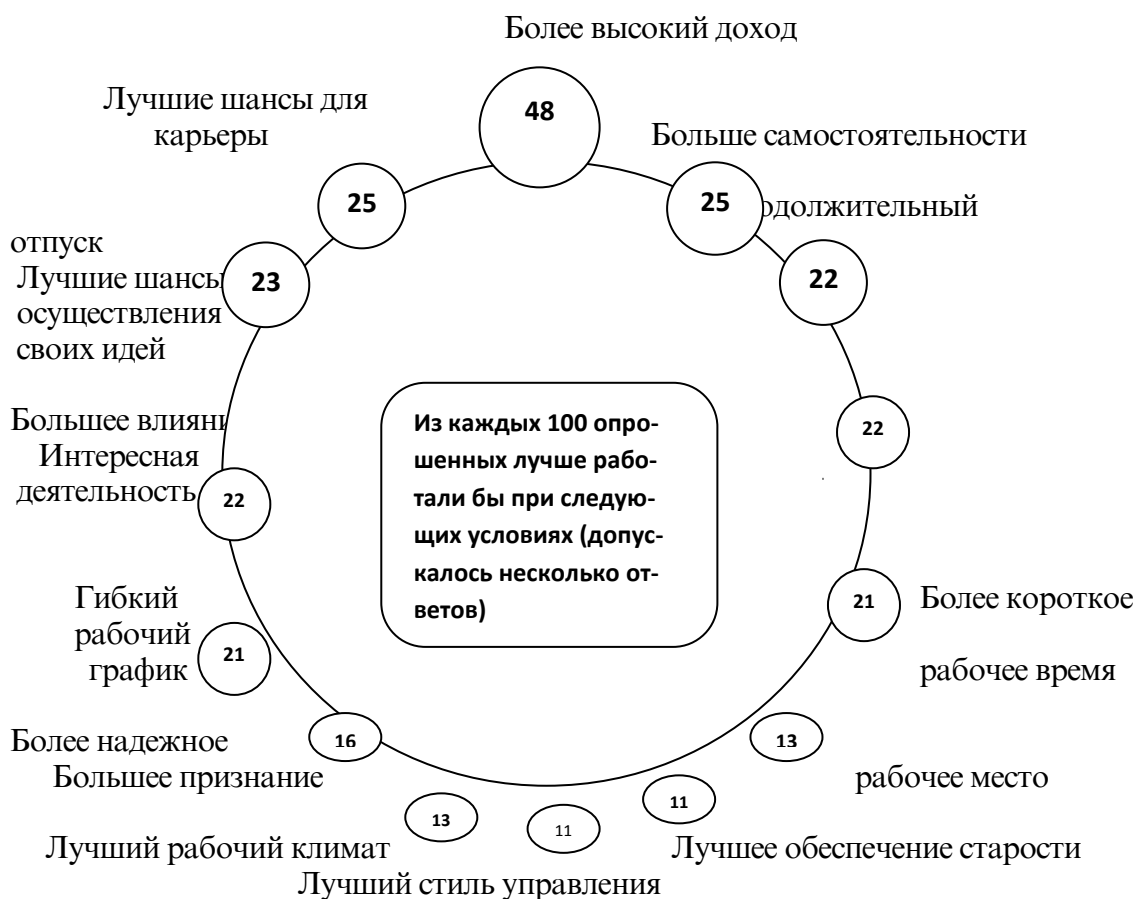 Более высокий доход
Лучшие шансы для
карьеры
48
Больше самостоятельности
25
25
одолжительный
отпуск
Лучшие шансы
осуществления
своих идей
23
22
Большее влияни
Интересная
деятельность
22
22
Из каждых 100 опро-
шенных лучше рабо-
тали бы при следую-
щих условиях (допус-
калось несколько от-
ветов)
Гибкий
рабочий
график
21
21
Более короткое
рабочее время
Более надежное
Большее признание
16
13
рабочее место
13
11
11
Лучший рабочий климат
Лучшее обеспечение старости
Лучший стиль управления